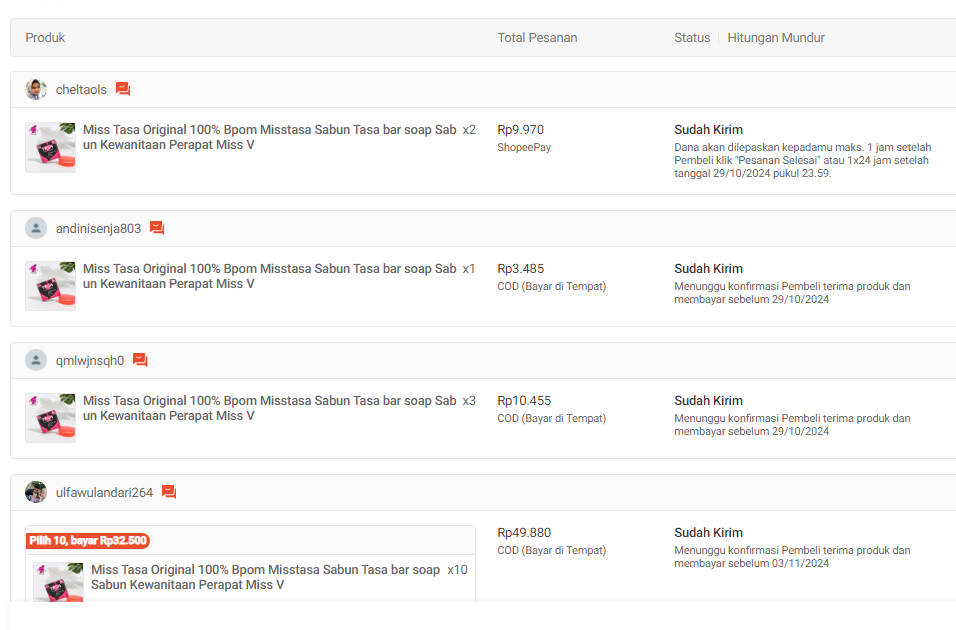 Produk Total Pesanan Status Hitungan Mundur
cheltaols
Miss Tasa Original 100% Bpom Misstasa Sabun Tasa bar soap Sab x2 Rp9.970 Sudah Kirim
un Kewanitaan Perapat Miss V ShopeePay Dana akan dilepaskan kepadamu maks. 1 jam setelah
Pembeli klik "Pesanan Selesai" atau 1x24 jam setelah
tanggal 29/10/2024 pukul 23.59.
andinisenja803
Miss Tasa Original 100% Bpom Misstasa Sabun Tasa bar soap Sab x1 Rp3.485 Sudah Kirim
un Kewanitaan Perapat Miss V COD (Bayar di Tempat) Menunggu konfirmasi Pembeli terima produk dan
membayar sebelum 29/10/2024
qmlwjnsqh0
Miss Tasa Original 100% Bpom Misstasa Sabun Tasa bar soap Sab x3 Rp10.455 Sudah Kirim
un Kewanitaan Perapat Miss V COD (Bayar di Tempat) Menunggu konfirmasi Pembeli terima produk dan
membayar sebelum 29/10/2024
ulfawulandari264
Pilih 10, bayar Rp32.500 Rp49.880 Sudah Kirim
COD (Bayar di Tempat) Menunggu konfirmasi Pembeli terima produk dan
membayar sebelum 03/11/2024
Miss Tasa Original 100% Bpom Misstasa Sabun Tasa bar soap x10
Sabun Kewanitaan Perapat Miss V